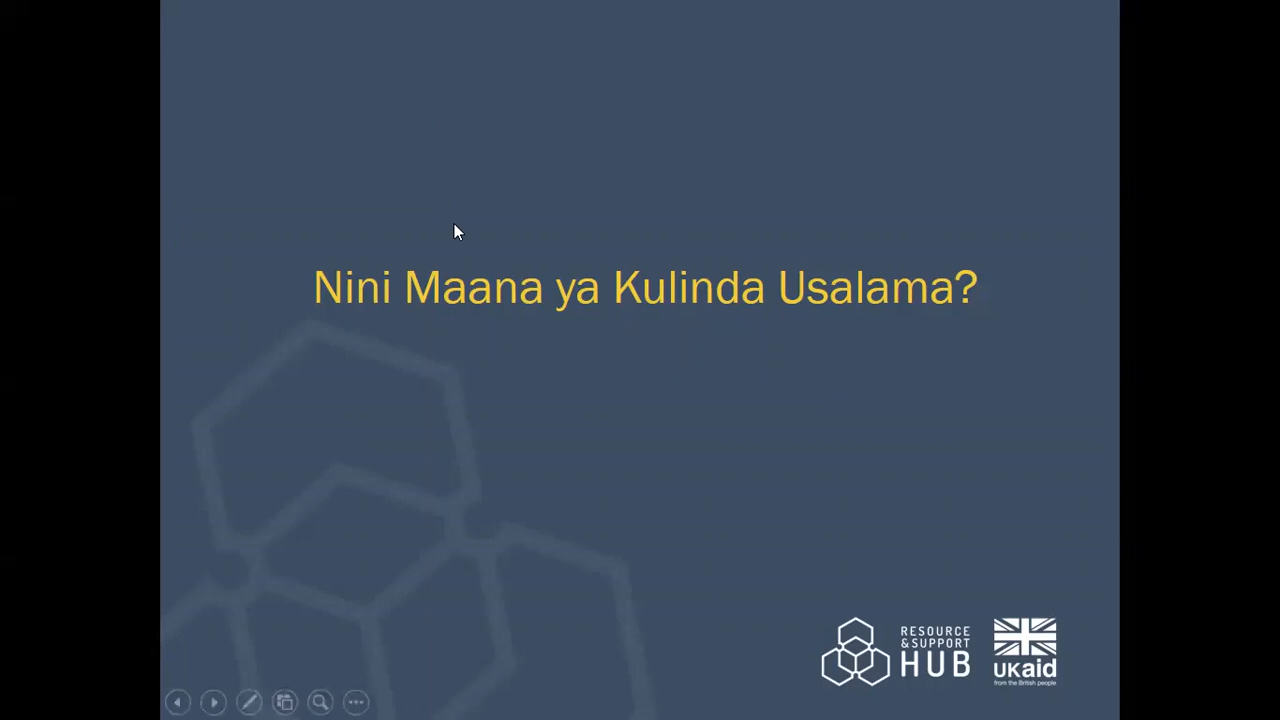 Nini Maana ya Kulinda Usalama?
RESOURCE
& SUPPORT
HUB
UKaid
from the British people